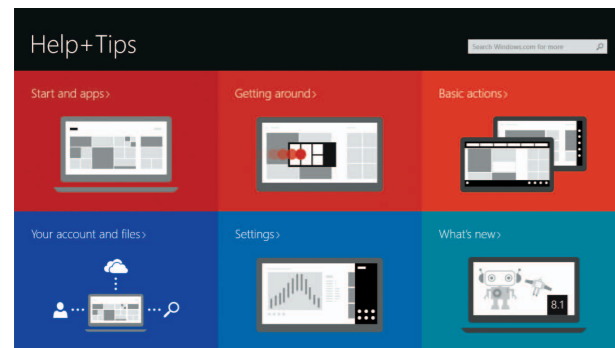 Help+Tips
Search Windows.com for more
Start and apps>
Getting around>
Basic actions>
Your account and files>
Settings>
What's new>
8.1